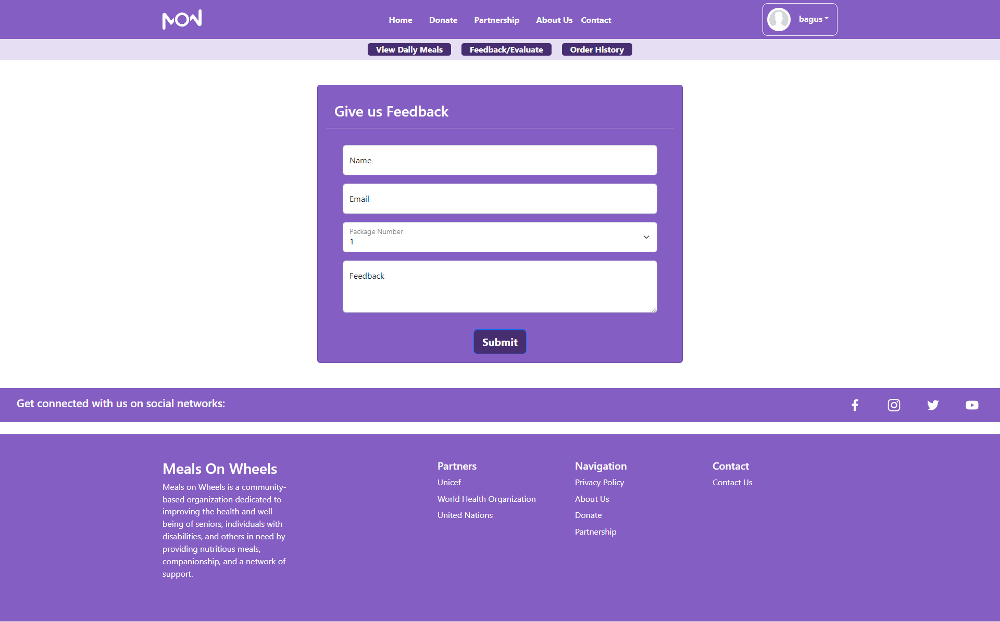 MOW
Home Donate Partnership About Us Contact
bagus
View Daily Meals Feedback/Evaluate Order History
Give us Feedback
Name
Email
Package Number
1
Feedback
Submit
Get connected with us on social networks:
Meals On Wheels
Meals on Wheels is a community-
based organization dedicated to
improving the health and well-
being of seniors, individuals with
disabilities, and others in need by
providing nutritious meals,
companionship, and a network of
support.
Partners
Unicef
World Health Organization
United Nations
Navigation
Privacy Policy
About Us
Donate
Partnership
Contact
Contact Us